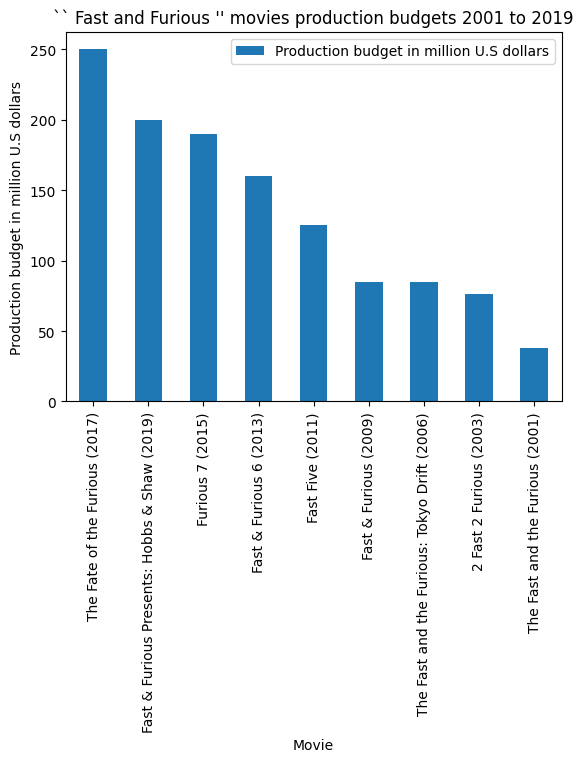 `` Fast and Furious '' movies production budgets 2001 to 2019
Production budget in million U.S dollars
Production budget in million U.S dollars
250
200
150
100
50
0
The Fate of the Furious (2017)
Fast & Furious Presents: Hobbs & Shaw (2019)
Furious 7 (2015)
Fast & Furious 6 (2013)
Fast Five (2011)
Fast & Furious (2009)
The Fast and the Furious: Tokyo Drift (2006)
2 Fast 2 Furious (2003)
The Fast and the Furious (2001)
Movie